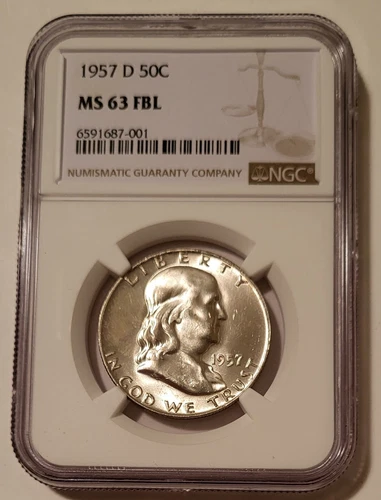 1957 D 50C
MS 63 FBL
6591687-001
NUMISMATIC GUARANTY COMPANY
NGC®
LIBERTY
1957
IN GOD WE TRUST